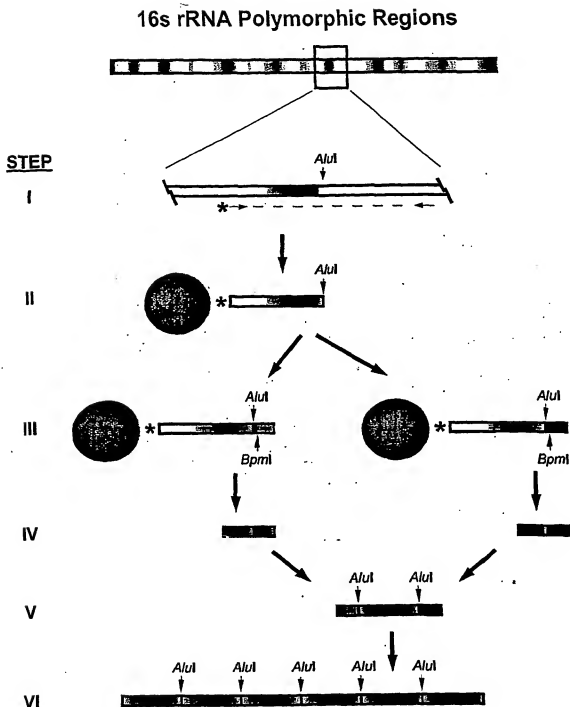 16s rRNA Polymorphic Regions
STEP
AluI
I
*
AluI
II
*
AluI
AluI
III
*
*
BpmI
BpmI
IV
AluI
AluI
V
AluI
AluI
AluI
AluI
AluI
VI